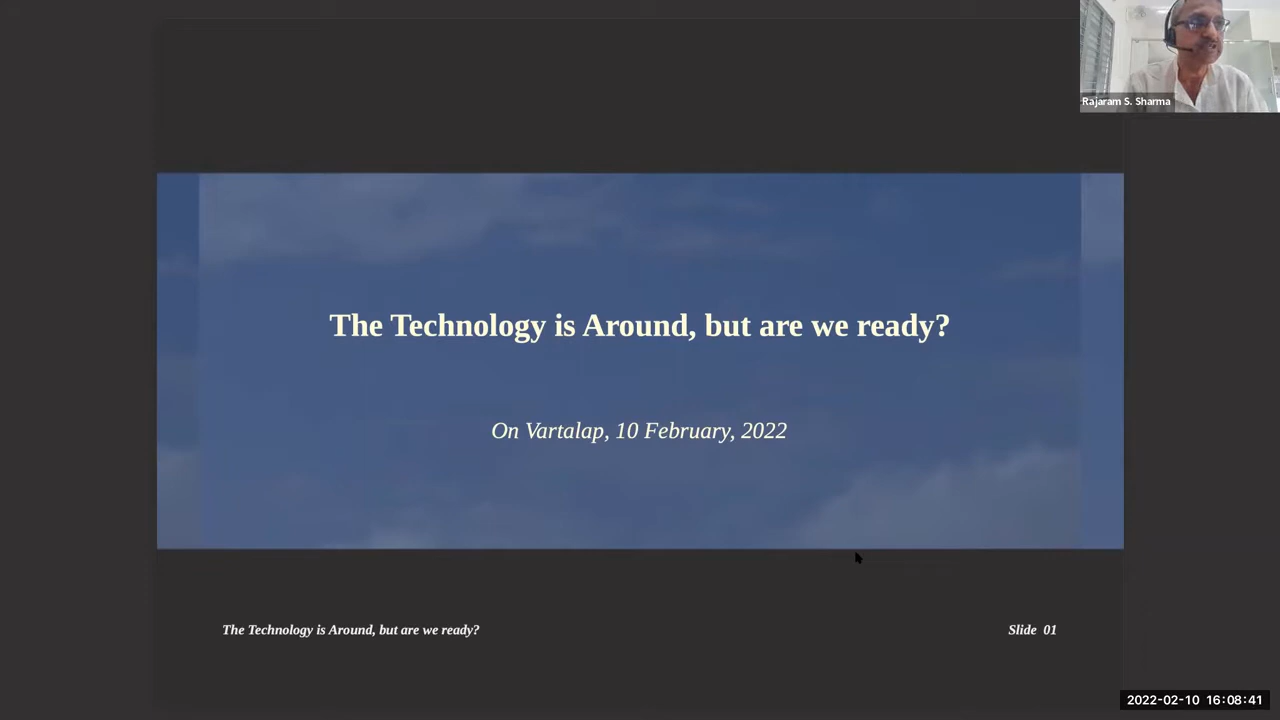 Rajaram S. Sharma
The Technology is Around, but are we ready?
On Vartalap, 10 February, 2022
The Technology is Around, but are we ready?
Slide 01
2022-02-10 16:08:41